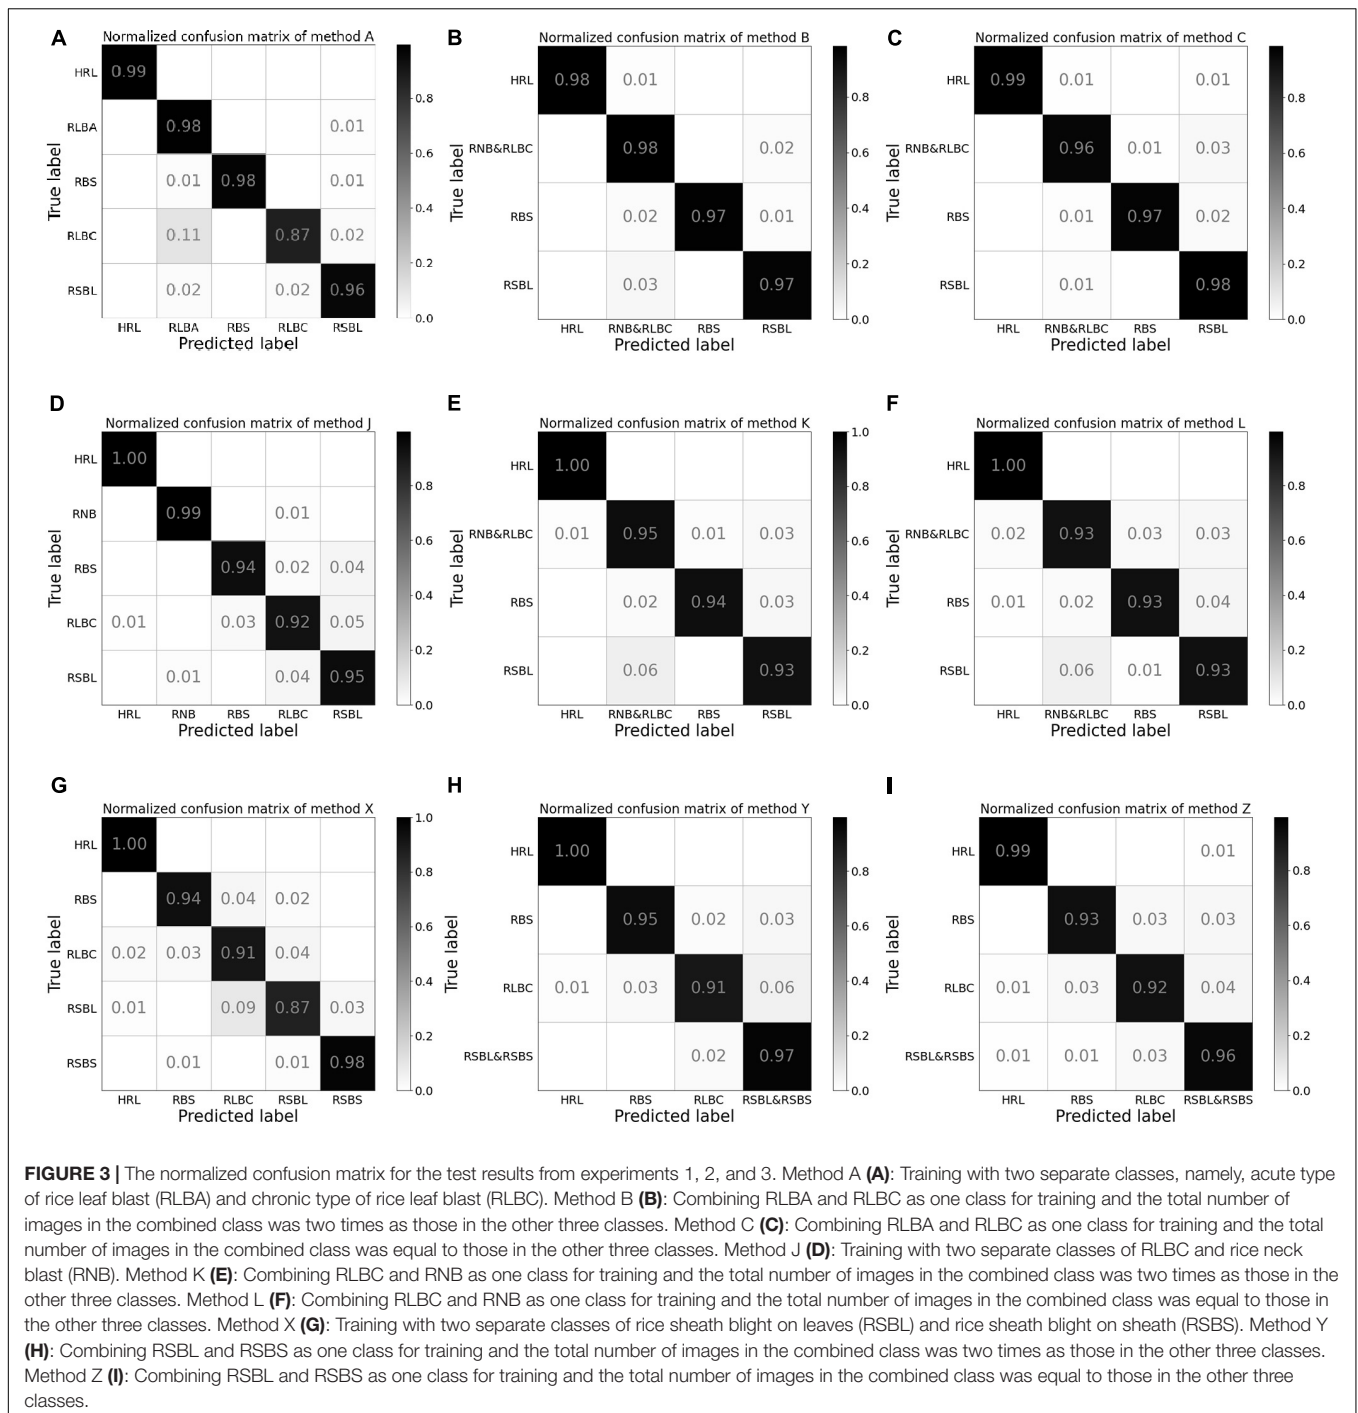 A
Normalized confusion matrix of method A
True label
HRL 0.99
RLBA 0.98 0.01
RBS 0.01 0.98 0.01
RLBC 0.11 0.87 0.02
RSBL 0.02 0.02 0.96
HRL RLBA RBS RLBC RSBL
Predicted label
0.8
0.6
0.4
0.2
0.0
B
Normalized confusion matrix of method B
True label
HRL 0.98 0.01
RNB&RLBC 0.98 0.02
RBS 0.02 0.97 0.01
RSBL 0.03 0.97
HRL RNB&RLBC RBS RSBL
Predicted label
0.8
0.6
0.4
0.2
0.0
C
Normalized confusion matrix of method C
True label
HRL 0.99 0.01 0.01
RNB&RLBC 0.96 0.01 0.03
RBS 0.01 0.97 0.02
RSBL 0.01 0.98
HRL RNB&RLBC RBS RSBL
Predicted label
0.8
0.6
0.4
0.2
0.0
D
Normalized confusion matrix of method J
True label
HRL 1.00
RNB 0.99 0.01
RBS 0.94 0.02 0.04
RLBC 0.01 0.03 0.92 0.05
RSBL 0.01 0.04 0.95
HRL RNB RBS RLBC RSBL
Predicted label
0.8
0.6
0.4
0.2
0.0
E
Normalized confusion matrix of method K
True label
HRL 1.00
RNB&RLBC 0.01 0.95 0.01 0.03
RBS 0.02 0.94 0.03
RSBL 0.06 0.93
HRL RNB&RLBC RBS RSBL
Predicted label
1.0
0.8
0.6
0.4
0.2
0.0
F
Normalized confusion matrix of method L
True label
HRL 1.00
RNB&RLBC 0.02 0.93 0.03 0.03
RBS 0.01 0.02 0.93 0.04
RSBL 0.06 0.01 0.93
HRL RNB&RLBC RBS RSBL
Predicted label
0.8
0.6
0.4
0.2
0.0
G
Normalized confusion matrix of method X
True label
HRL 1.00
RBS 0.94 0.04 0.02
RLBC 0.02 0.03 0.91 0.04
RSBL 0.01 0.09 0.87 0.03
RSBS 0.01 0.01 0.98
HRL RBS RLBC RSBL RSBS
Predicted label
1.0
0.8
0.6
0.4
0.2
0.0
H
Normalized confusion matrix of method Y
True label
HRL 1.00
RBS 0.95 0.02 0.03
RLBC 0.01 0.03 0.91 0.06
RSBL&RSBS 0.02 0.97
HRL RBS RLBC RSBL&RSBS
Predicted label
0.8
0.6
0.4
0.2
0.0
I
Normalized confusion matrix of method Z
True label
HRL 0.99 0.01
RBS 0.93 0.03 0.03
RLBC 0.01 0.03 0.92 0.04
RSBL&RSBS 0.01 0.01 0.03 0.96
HRL RBS RLBC RSBL&RSBS
Predicted label
0.8
0.6
0.4
0.2
0.0
FIGURE 3 | The normalized confusion matrix for the test results from experiments 1, 2, and 3. Method A (A): Training with two separate classes, namely, acute type
of rice leaf blast (RLBA) and chronic type of rice leaf blast (RLBC). Method B (B): Combining RLBA and RLBC as one class for training and the total number of
images in the combined class was two times as those in the other three classes. Method C (C): Combining RLBA and RLBC as one class for training and the total
number of images in the combined class was equal to those in the other three classes. Method J (D): Training with two separate classes of RLBC and rice neck
blast (RNB). Method K (E): Combining RLBC and RNB as one class for training and the total number of images in the combined class was two times as those in the
other three classes. Method L (F): Combining RLBC and RNB as one class for training and the total number of images in the combined class was equal to those in
the other three classes. Method X (G): Training with two separate classes of rice sheath blight on leaves (RSBL) and rice sheath blight on sheath (RSBS). Method Y
(H): Combining RSBL and RSBS as one class for training and the total number of images in the combined class was two times as those in the other three classes.
Method Z (I): Combining RSBL and RSBS as one class for training and the total number of images in the combined class was equal to those in the other three
classes.